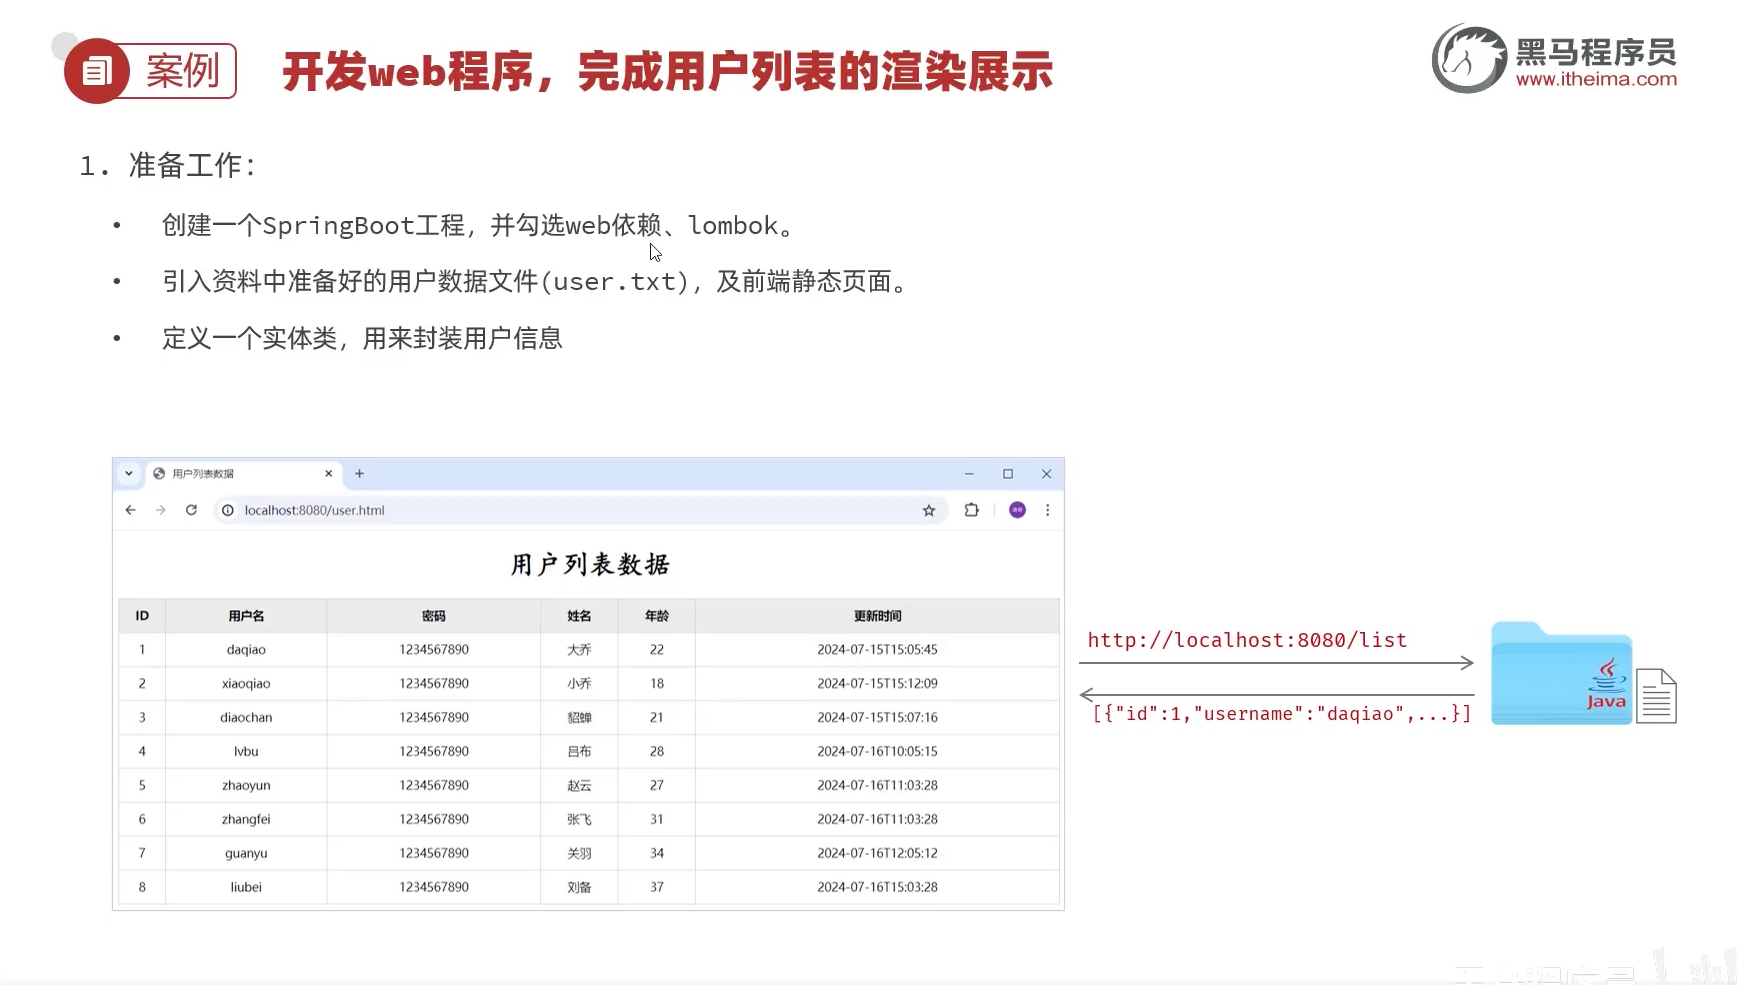 案例
开发web程序，完成用户列表的渲染展示
黑马程序员
www.itheima.com
1. 准备工作：
• 创建一个SpringBoot工程，并勾选web依赖、lombok。
• 引入资料中准备好的用户数据文件(user.txt)，及前端静态页面。
• 定义一个实体类，用来封装用户信息
用户列表数据
localhost:8080/user.html
用户列表数据
ID 用户名 密码 姓名 年龄 更新时间
1 daqiao 1234567890 大乔 22 2024-07-15T15:05:45
2 xiaoqiao 1234567890 小乔 18 2024-07-15T15:12:09
3 diaochan 1234567890 貂蝉 21 2024-07-15T15:07:16
4 lvbu 1234567890 吕布 28 2024-07-16T10:05:15
5 zhaoyun 1234567890 赵云 27 2024-07-16T11:03:28
6 zhangfei 1234567890 张飞 31 2024-07-16T11:03:28
7 guanyu 1234567890 关羽 34 2024-07-16T12:05:12
8 liubei 1234567890 刘备 37 2024-07-16T15:03:28
http://localhost:8080/list
[{"id":1,"username":"daqiao",...}]
Java